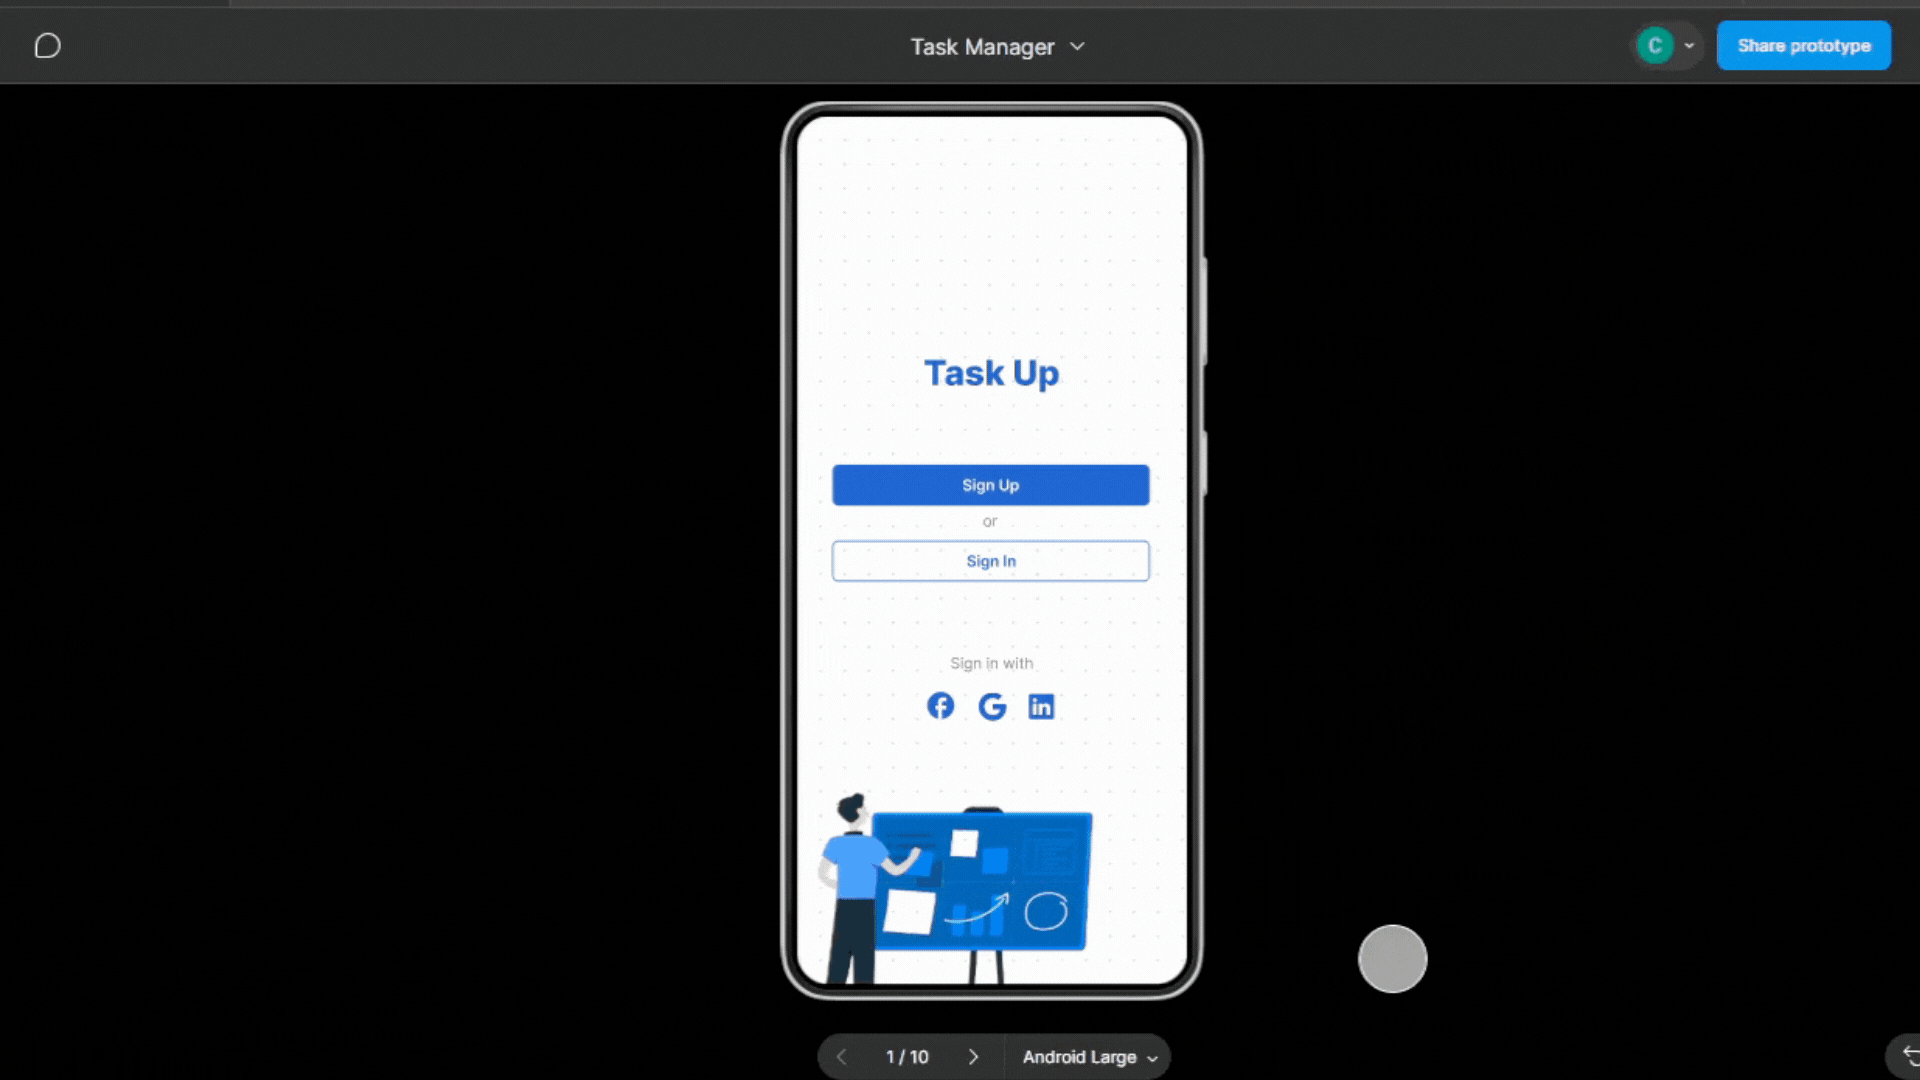 Task Manager
C
Share prototype
Task Up
Sign Up
or
Sign In
Sign in with
1 / 10
Android Large